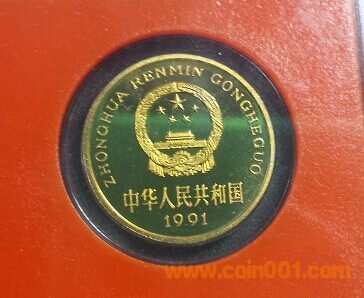 ZHONGHUA RENMIN GONGHEGUO
中华人民共和国
1991
www.coin001.com